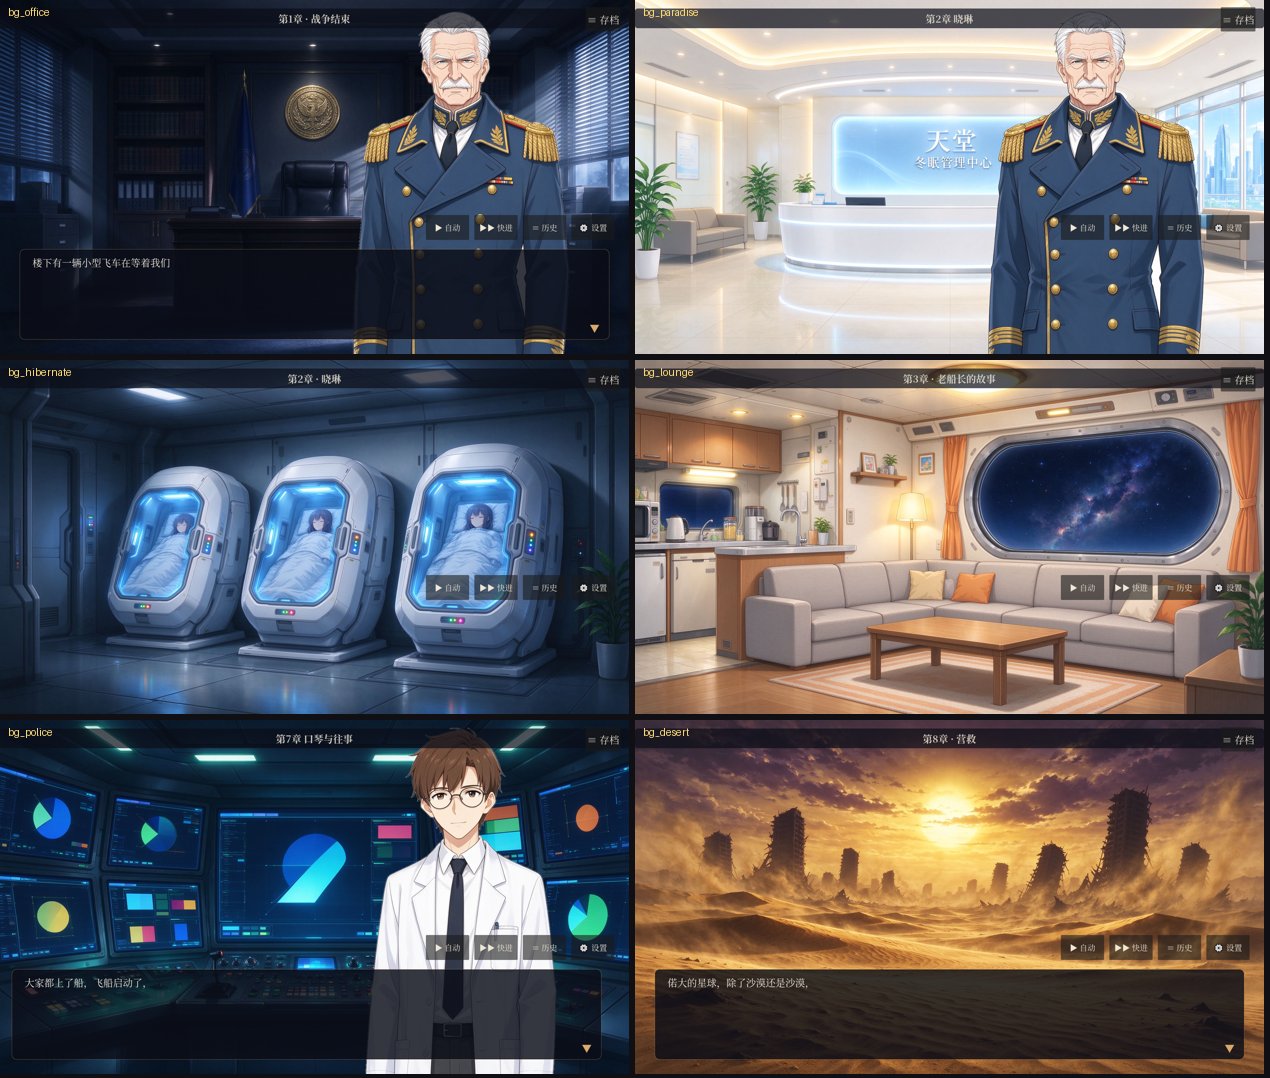 bg_office
第1章 · 战争结束
≡ 存档
▶ 自动
▶▶ 快进
≡ 历史
设置
楼下有一辆小型飞车在等着我们
bg_paradise
第2章 晓琳
≡ 存档
天堂
冬眠管理中心
▶ 自动
▶▶ 快进
≡ 历史
设置
bg_hibernate
第2章 · 晓琳
≡ 存档
▶ 自动
▶▶ 快进
≡ 历史
设置
bg_lounge
第3章 · 老船长的故事
≡ 存档
▶ 自动
▶▶ 快进
≡ 历史
设置
bg_police
第7章 口琴与往事
≡ 存档
▶ 自动
▶▶ 快进
≡ 历史
设置
大家都上了船，飞船启动了，
bg_desert
第8章 · 营救
≡ 存档
▶ 自动
▶▶ 快进
≡ 历史
设置
偌大的星球，除了沙漠还是沙漠，